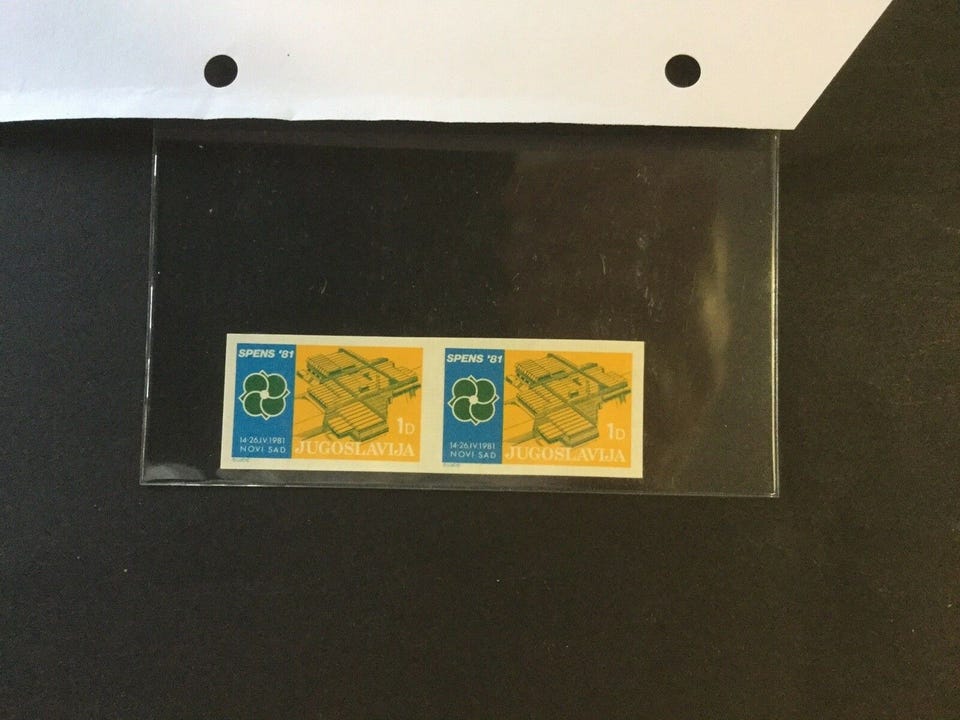 SPENS '81
14-26.IV.1981
NOVI SAD
1D
JUGOSLAVIJA
SPENS '81
14-26.IV.1981
NOVI SAD
1D
JUGOSLAVIJA